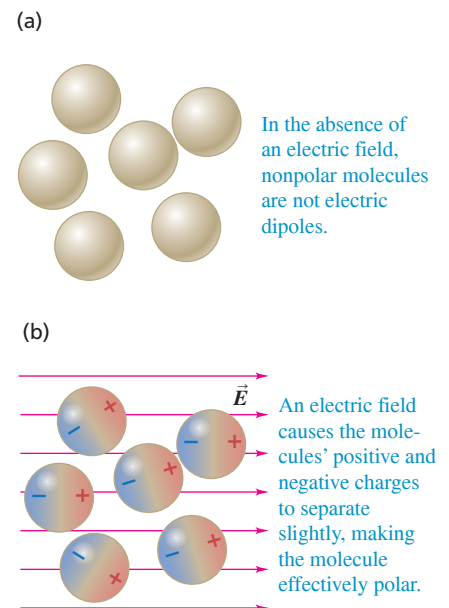 (a)
In the absence of
an electric field,
nonpolar molecules
are not electric
dipoles.
(b)
E⃗
An electric field
causes the mole-
cules' positive and
negative charges
to separate
slightly, making
the molecule
effectively polar.
+
−
− +
+
−
− +
+
−
−
+